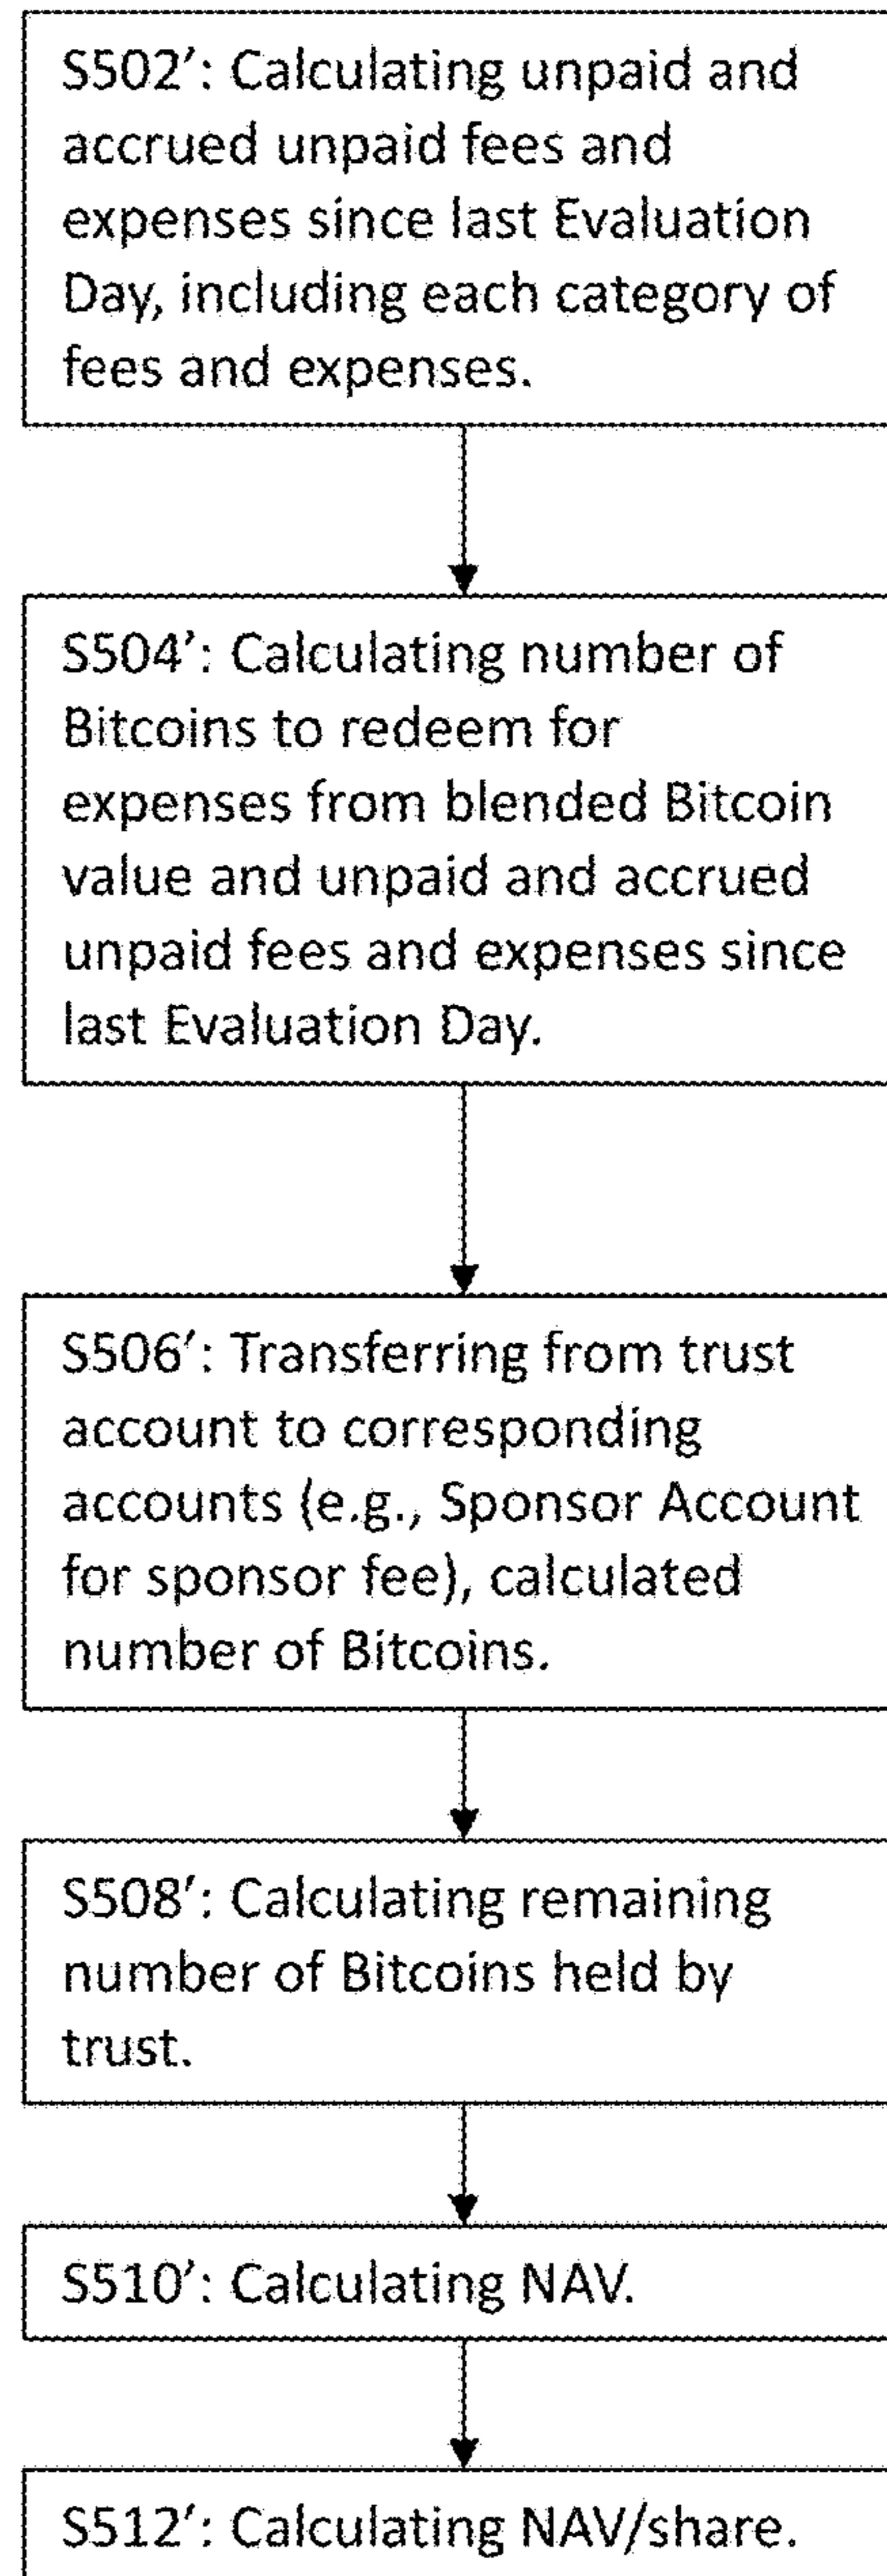 S502’: Calculating unpaid and
accrued unpaid fees and
expenses since last Evaluation
Day, including each category of
fees and expenses.
S504’: Calculating number of
Bitcoins to redeem for
expenses from blended Bitcoin
value and unpaid and accrued
unpaid fees and expenses since
last Evaluation Day.
S506’: Transferring from trust
account to corresponding
accounts (e.g., Sponsor Account
for sponsor fee), calculated
number of Bitcoins.
S508’: Calculating remaining
number of Bitcoins held by
trust.
S510’: Calculating NAV.
S512’: Calculating NAV/share.